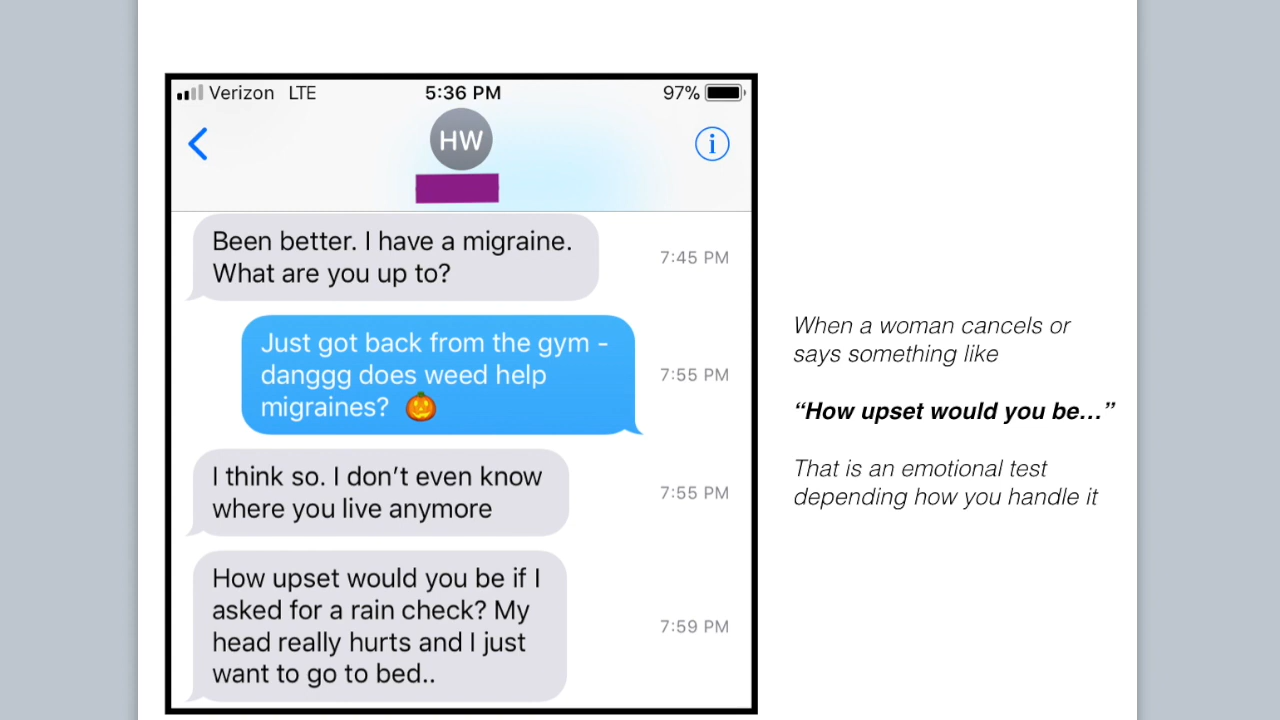 Verizon LTE 5:36 PM 97%
HW
Been better. I have a migraine.
What are you up to?
7:45 PM
Just got back from the gym -
danggg does weed help
migraines? 🎃
7:55 PM
I think so. I don’t even know
where you live anymore
7:55 PM
How upset would you be if I
asked for a rain check? My
head really hurts and I just
want to go to bed..
7:59 PM
When a woman cancels or
says something like
“How upset would you be...”
That is an emotional test
depending how you handle it